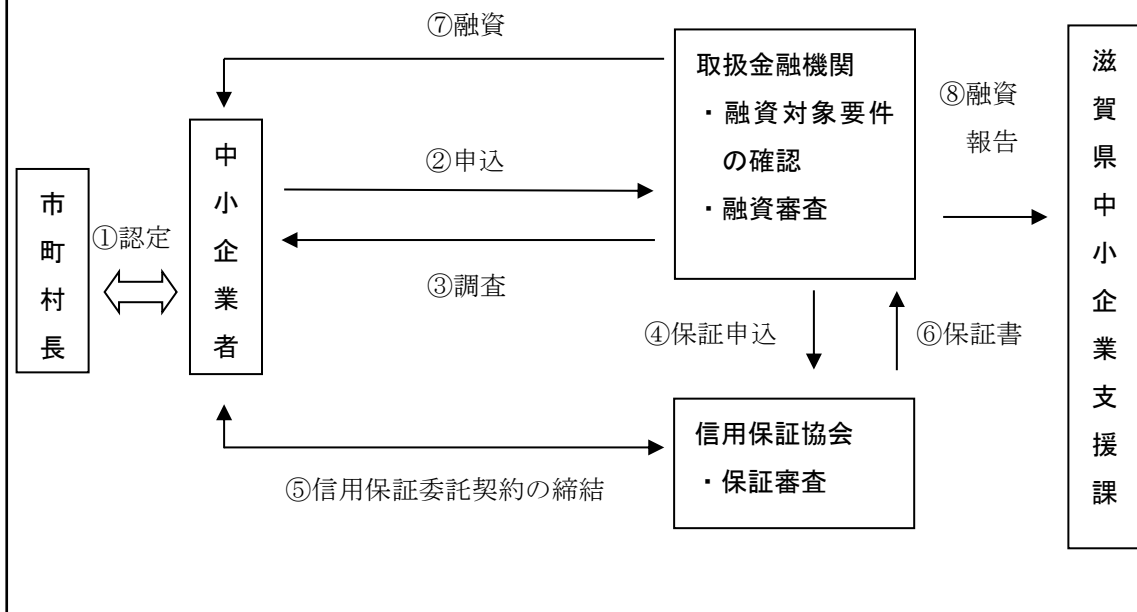 ⑦融資
取扱金融機関
・融資対象要件
の確認
・融資審査
⑧融資
報告
滋賀県中小企業支援課
中小企業者
②申込
市町村長
①認定
③調査
④保証申込
⑥保証書
信用保証協会
・保証審査
⑤信用保証委託契約の締結